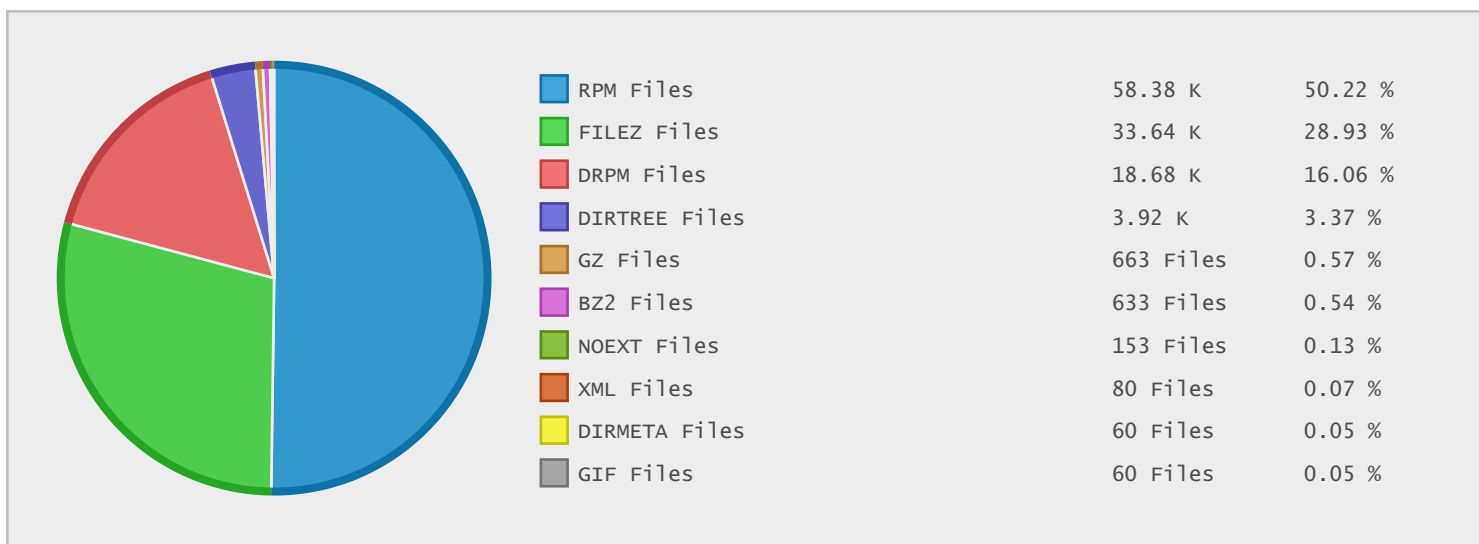 RPM Files 58.38 K 50.22 %
FILEZ Files 33.64 K 28.93 %
DRPM Files 18.68 K 16.06 %
DIRTREE Files 3.92 K 3.37 %
GZ Files 663 Files 0.57 %
BZ2 Files 633 Files 0.54 %
NOEXT Files 153 Files 0.13 %
XML Files 80 Files 0.07 %
DIRMETA Files 60 Files 0.05 %
GIF Files 60 Files 0.05 %